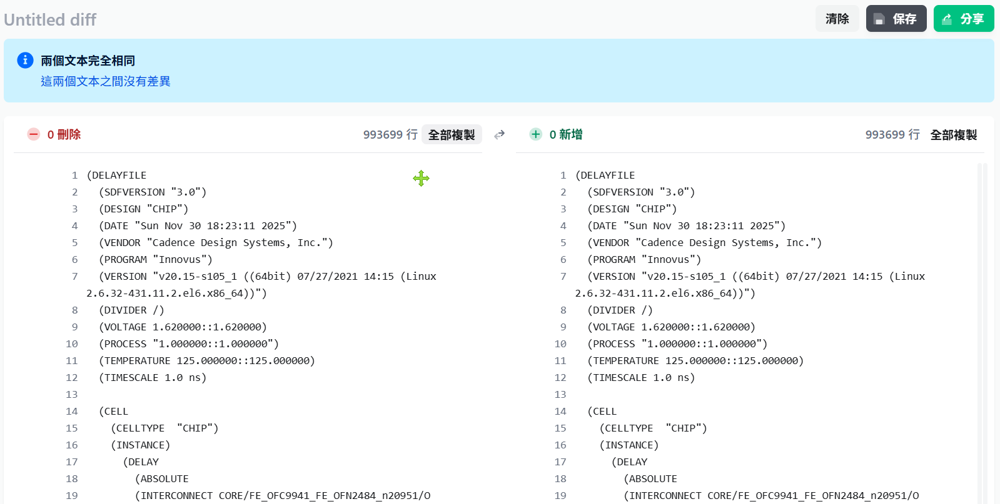 Untitled diff
清除
保存
分享
兩個文本完全相同
這兩個文本之間沒有差異
0 刪除
993699 行
全部複製
0 新增
993699 行
全部複製
1 (DELAYFILE
2 (SDFVERSION "3.0")
3 (DESIGN "CHIP")
4 (DATE "Sun Nov 30 18:23:11 2025")
5 (VENDOR "Cadence Design Systems, Inc.")
6 (PROGRAM "Innovus")
7 (VERSION "v20.15-s105_1 ((64bit) 07/27/2021 14:15 (Linux
2.6.32-431.11.2.el6.x86_64))")
8 (DIVIDER /)
9 (VOLTAGE 1.620000::1.620000)
10 (PROCESS "1.000000::1.000000")
11 (TEMPERATURE 125.000000::125.000000)
12 (TIMESCALE 1.0 ns)
13
14 (CELL
15 (CELLTYPE  "CHIP")
16 (INSTANCE)
17 (DELAY
18 (ABSOLUTE
19 (INTERCONNECT CORE/FE_OFC9941_FE_OFN2484_n20951/O
1 (DELAYFILE
2 (SDFVERSION "3.0")
3 (DESIGN "CHIP")
4 (DATE "Sun Nov 30 18:23:11 2025")
5 (VENDOR "Cadence Design Systems, Inc.")
6 (PROGRAM "Innovus")
7 (VERSION "v20.15-s105_1 ((64bit) 07/27/2021 14:15 (Linux
2.6.32-431.11.2.el6.x86_64))")
8 (DIVIDER /)
9 (VOLTAGE 1.620000::1.620000)
10 (PROCESS "1.000000::1.000000")
11 (TEMPERATURE 125.000000::125.000000)
12 (TIMESCALE 1.0 ns)
13
14 (CELL
15 (CELLTYPE  "CHIP")
16 (INSTANCE)
17 (DELAY
18 (ABSOLUTE
19 (INTERCONNECT CORE/FE_OFC9941_FE_OFN2484_n20951/O